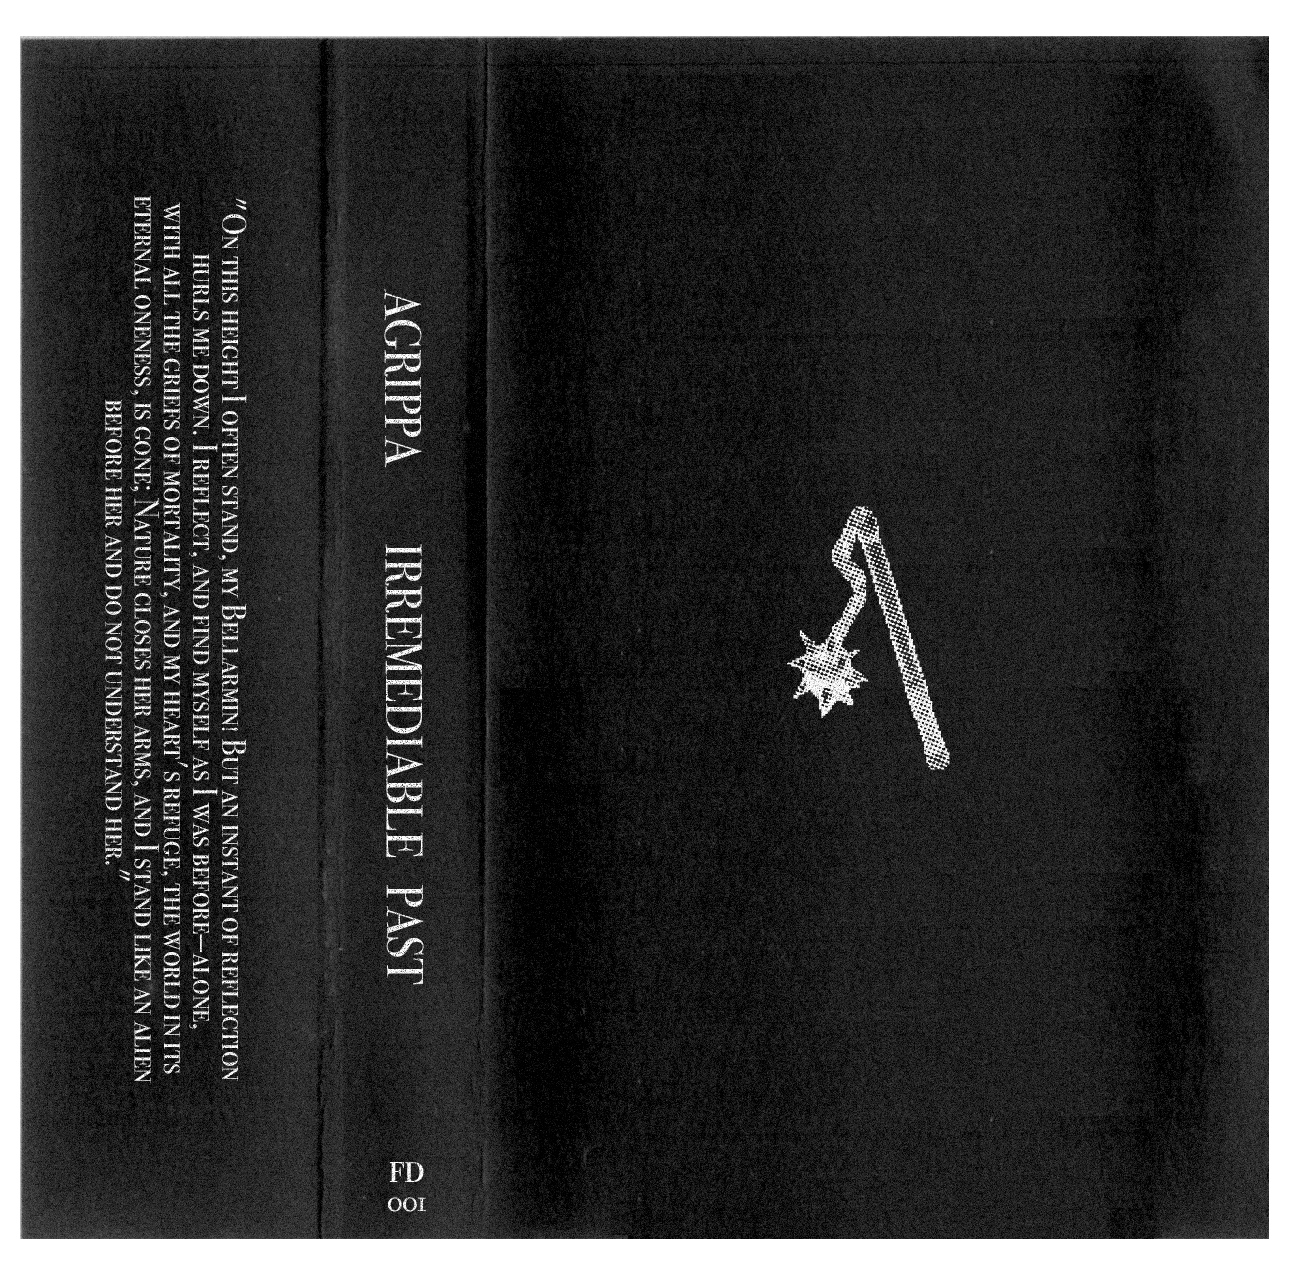 "On this height I often stand, my Bellarmin! But an instant of reflection
hurls me down. I reflect, and find myself as I was before—alone,
with all the griefs of mortality, and my heart's refuge, the world in its
eternal oneness, is gone; Nature closes her arms, and I stand like an alien
before her and do not understand her."
AGRIPPA IRREMEDIABLE PAST
FD
001